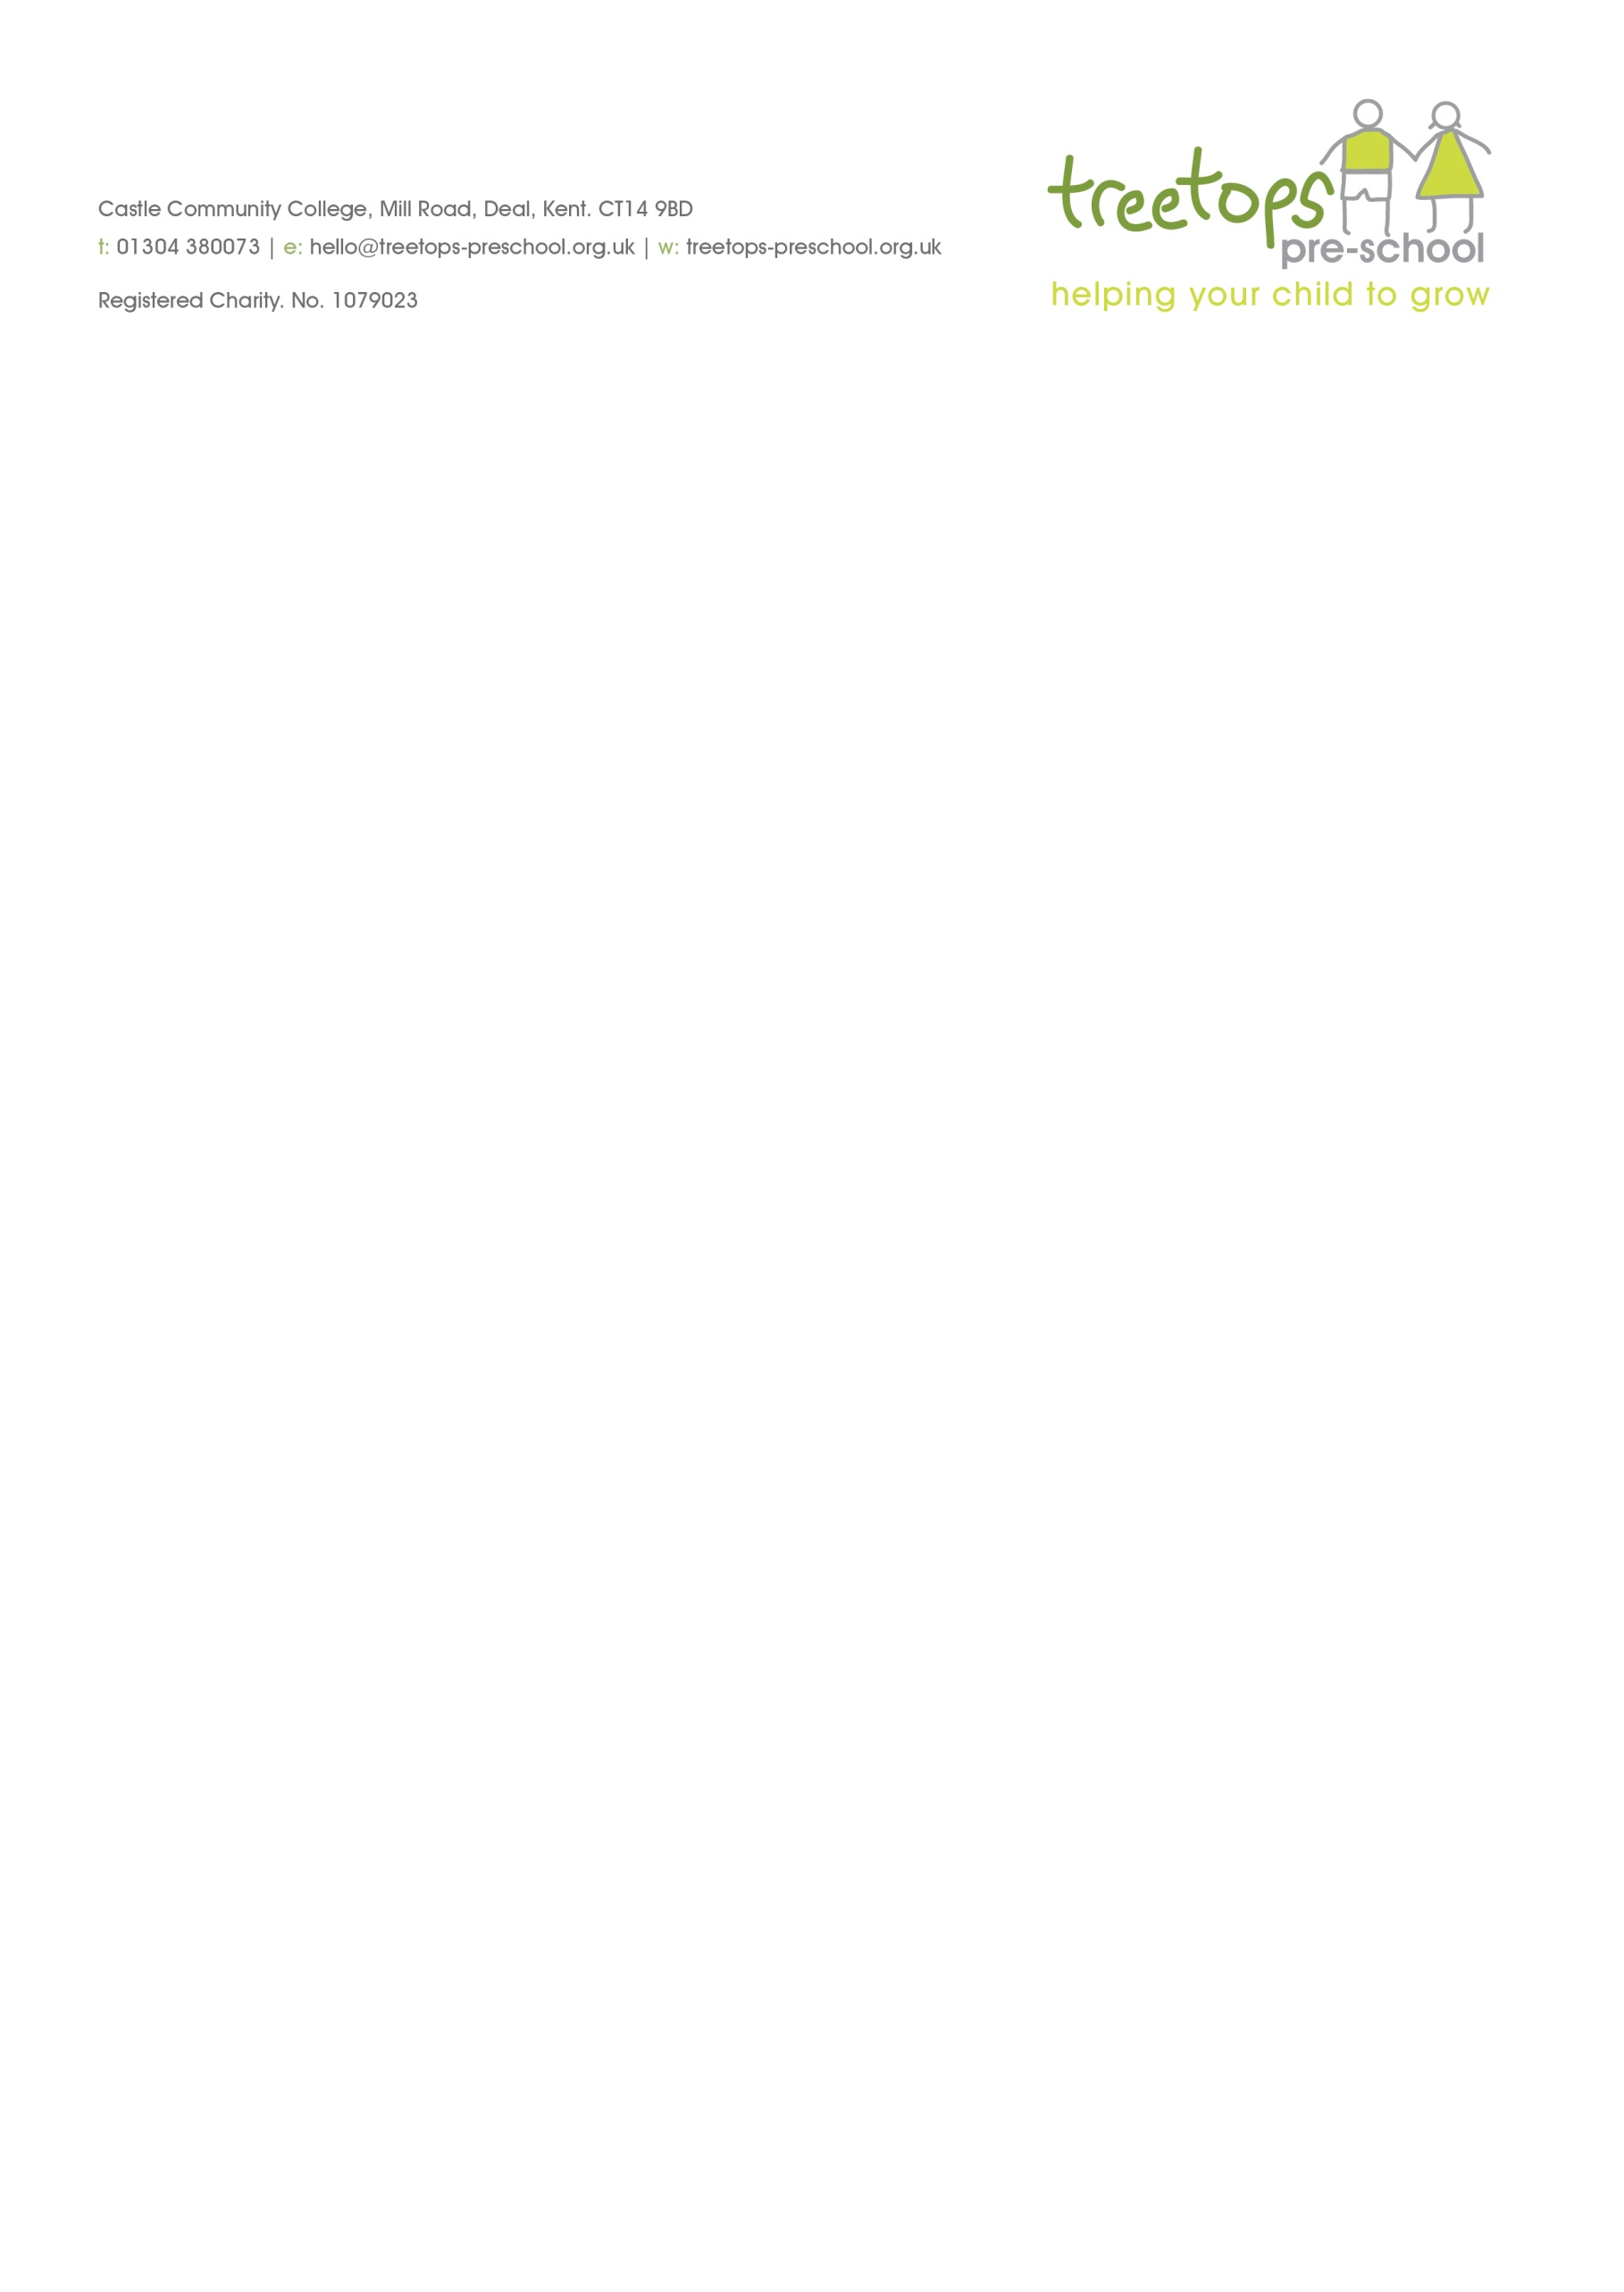 Castle Community College, Mill Road, Deal, Kent. CT14 9BD
t: 01304 380073 | e: hello@treetops-preschool.org.uk | w: treetops-preschool.org.uk
Registered Charity. No. 1079023
treetops
pre-school
helping your child to grow